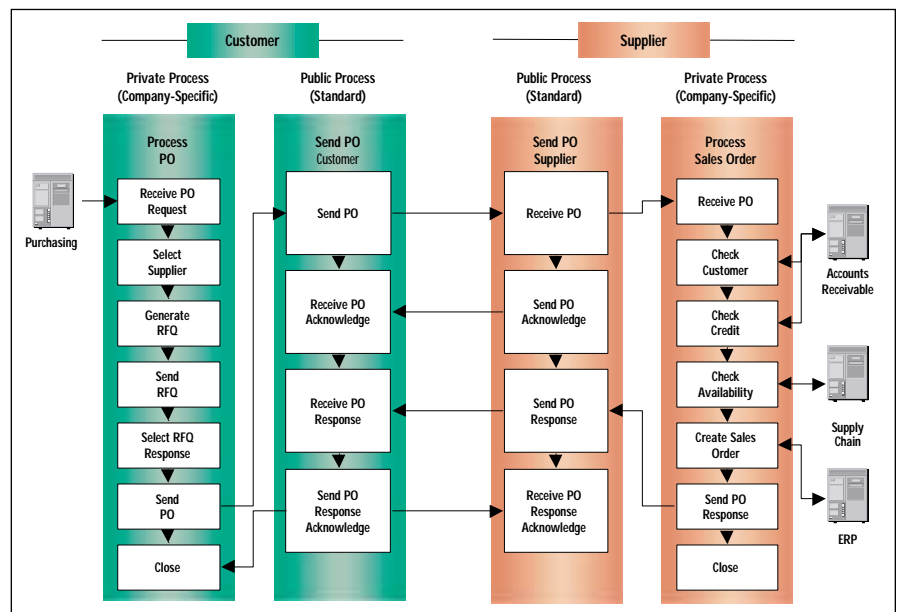 Customer
Supplier
Private Process
(Company-Specific)
Public Process
(Standard)
Public Process
(Standard)
Private Process
(Company-Specific)
Process
PO
Receive PO
Request
Select
Supplier
Generate
RFQ
Send
RFQ
Select RFQ
Response
Send
PO
Close
Purchasing
Send PO
Customer
Send PO
Receive PO
Acknowledge
Receive PO
Response
Send PO
Response
Acknowledge
Send PO
Supplier
Receive PO
Send PO
Acknowledge
Send PO
Response
Receive PO
Response
Acknowledge
Process
Sales Order
Receive PO
Check
Customer
Check
Credit
Check
Availability
Create Sales
Order
Send PO
Response
Close
Accounts
Receivable
Supply
Chain
ERP